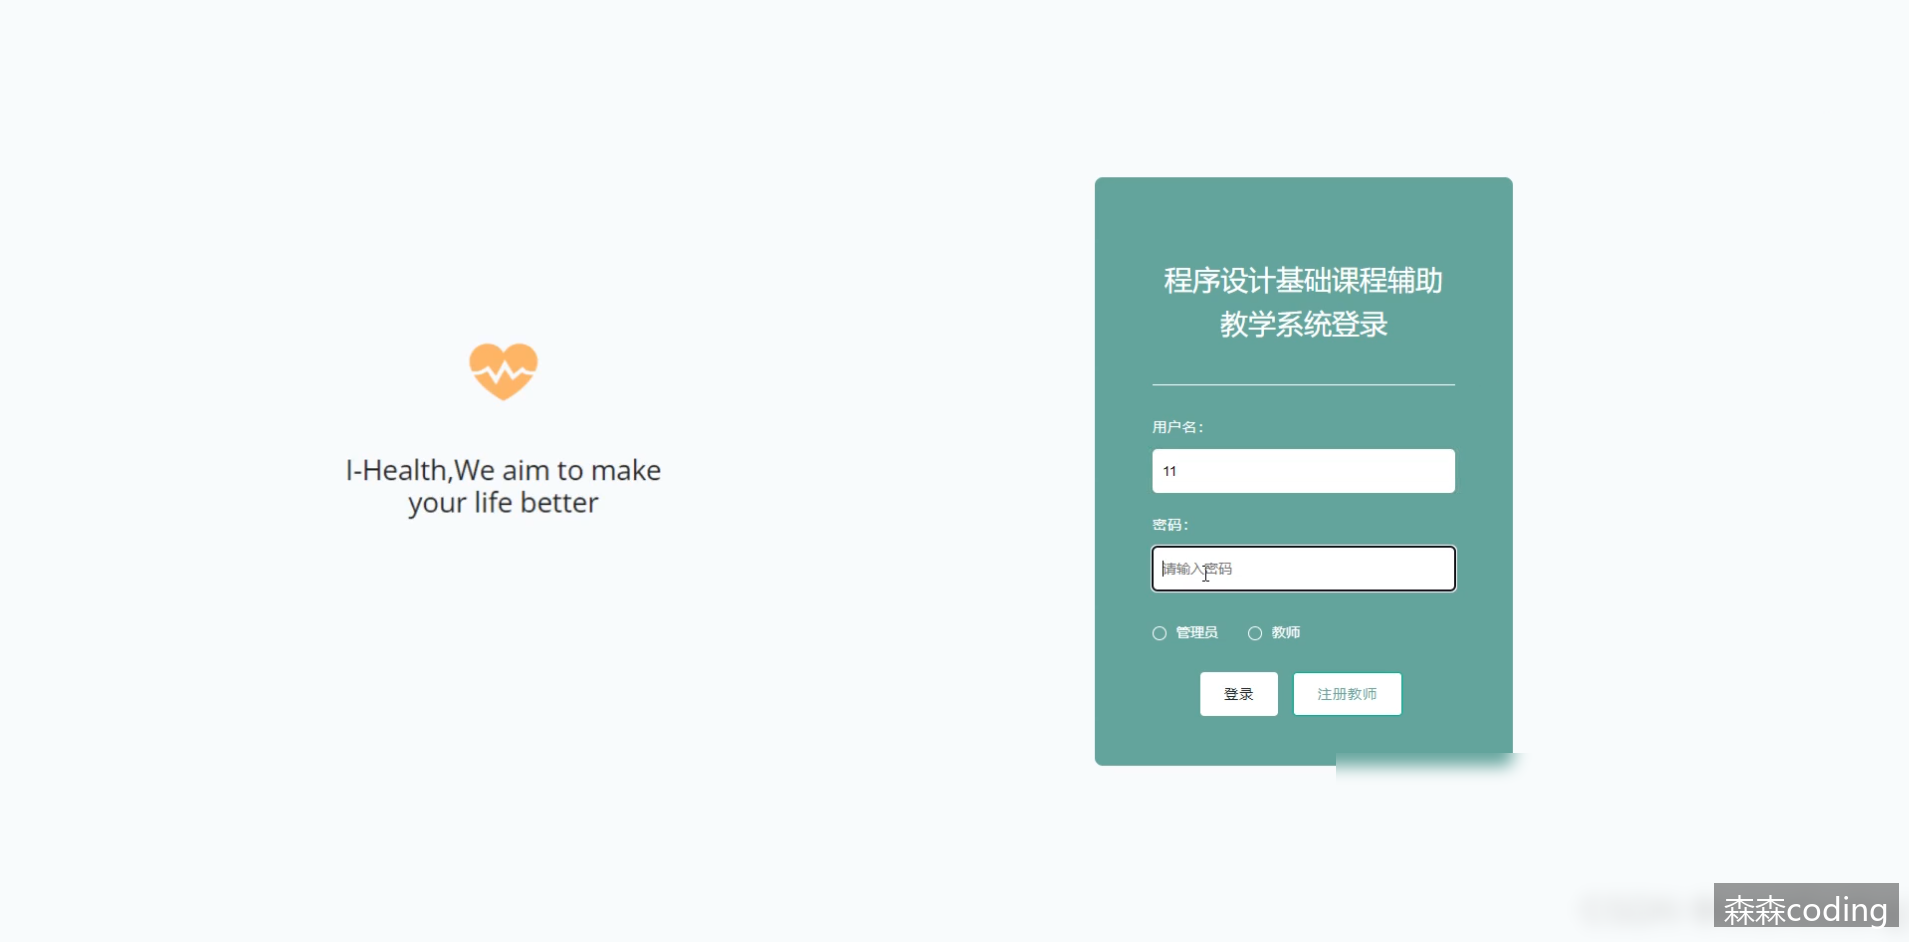 I-Health,We aim to make
your life better
程序设计基础课程辅助
教学系统登录
用户名：
11
密码：
请输入密码
管理员 教师
登录 注册教师
森森coding